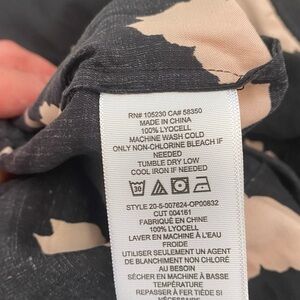 RN# 105230 CA# 58350
MADE IN CHINA
100% LYOCELL
MACHINE WASH COLD
ONLY NON-CHLORINE BLEACH IF
NEEDED
TUMBLE DRY LOW
COOL IRON IF NEEDED
30
STYLE 20-5-007624-OP00832
CUT 004161
FABRIQUÉ EN CHINE
100% LYOCELL
LAVER EN MACHINE À L'EAU
FROIDE
UTILISER SEULEMENT UN AGENT
DE BLANCHIMENT NON CHLORÉ
AU BESOIN
SÉCHER EN MACHINE À BASSE
TEMPÉRATURE
REPASSER À FER TIÈDE SI
NÉCESSAIRE